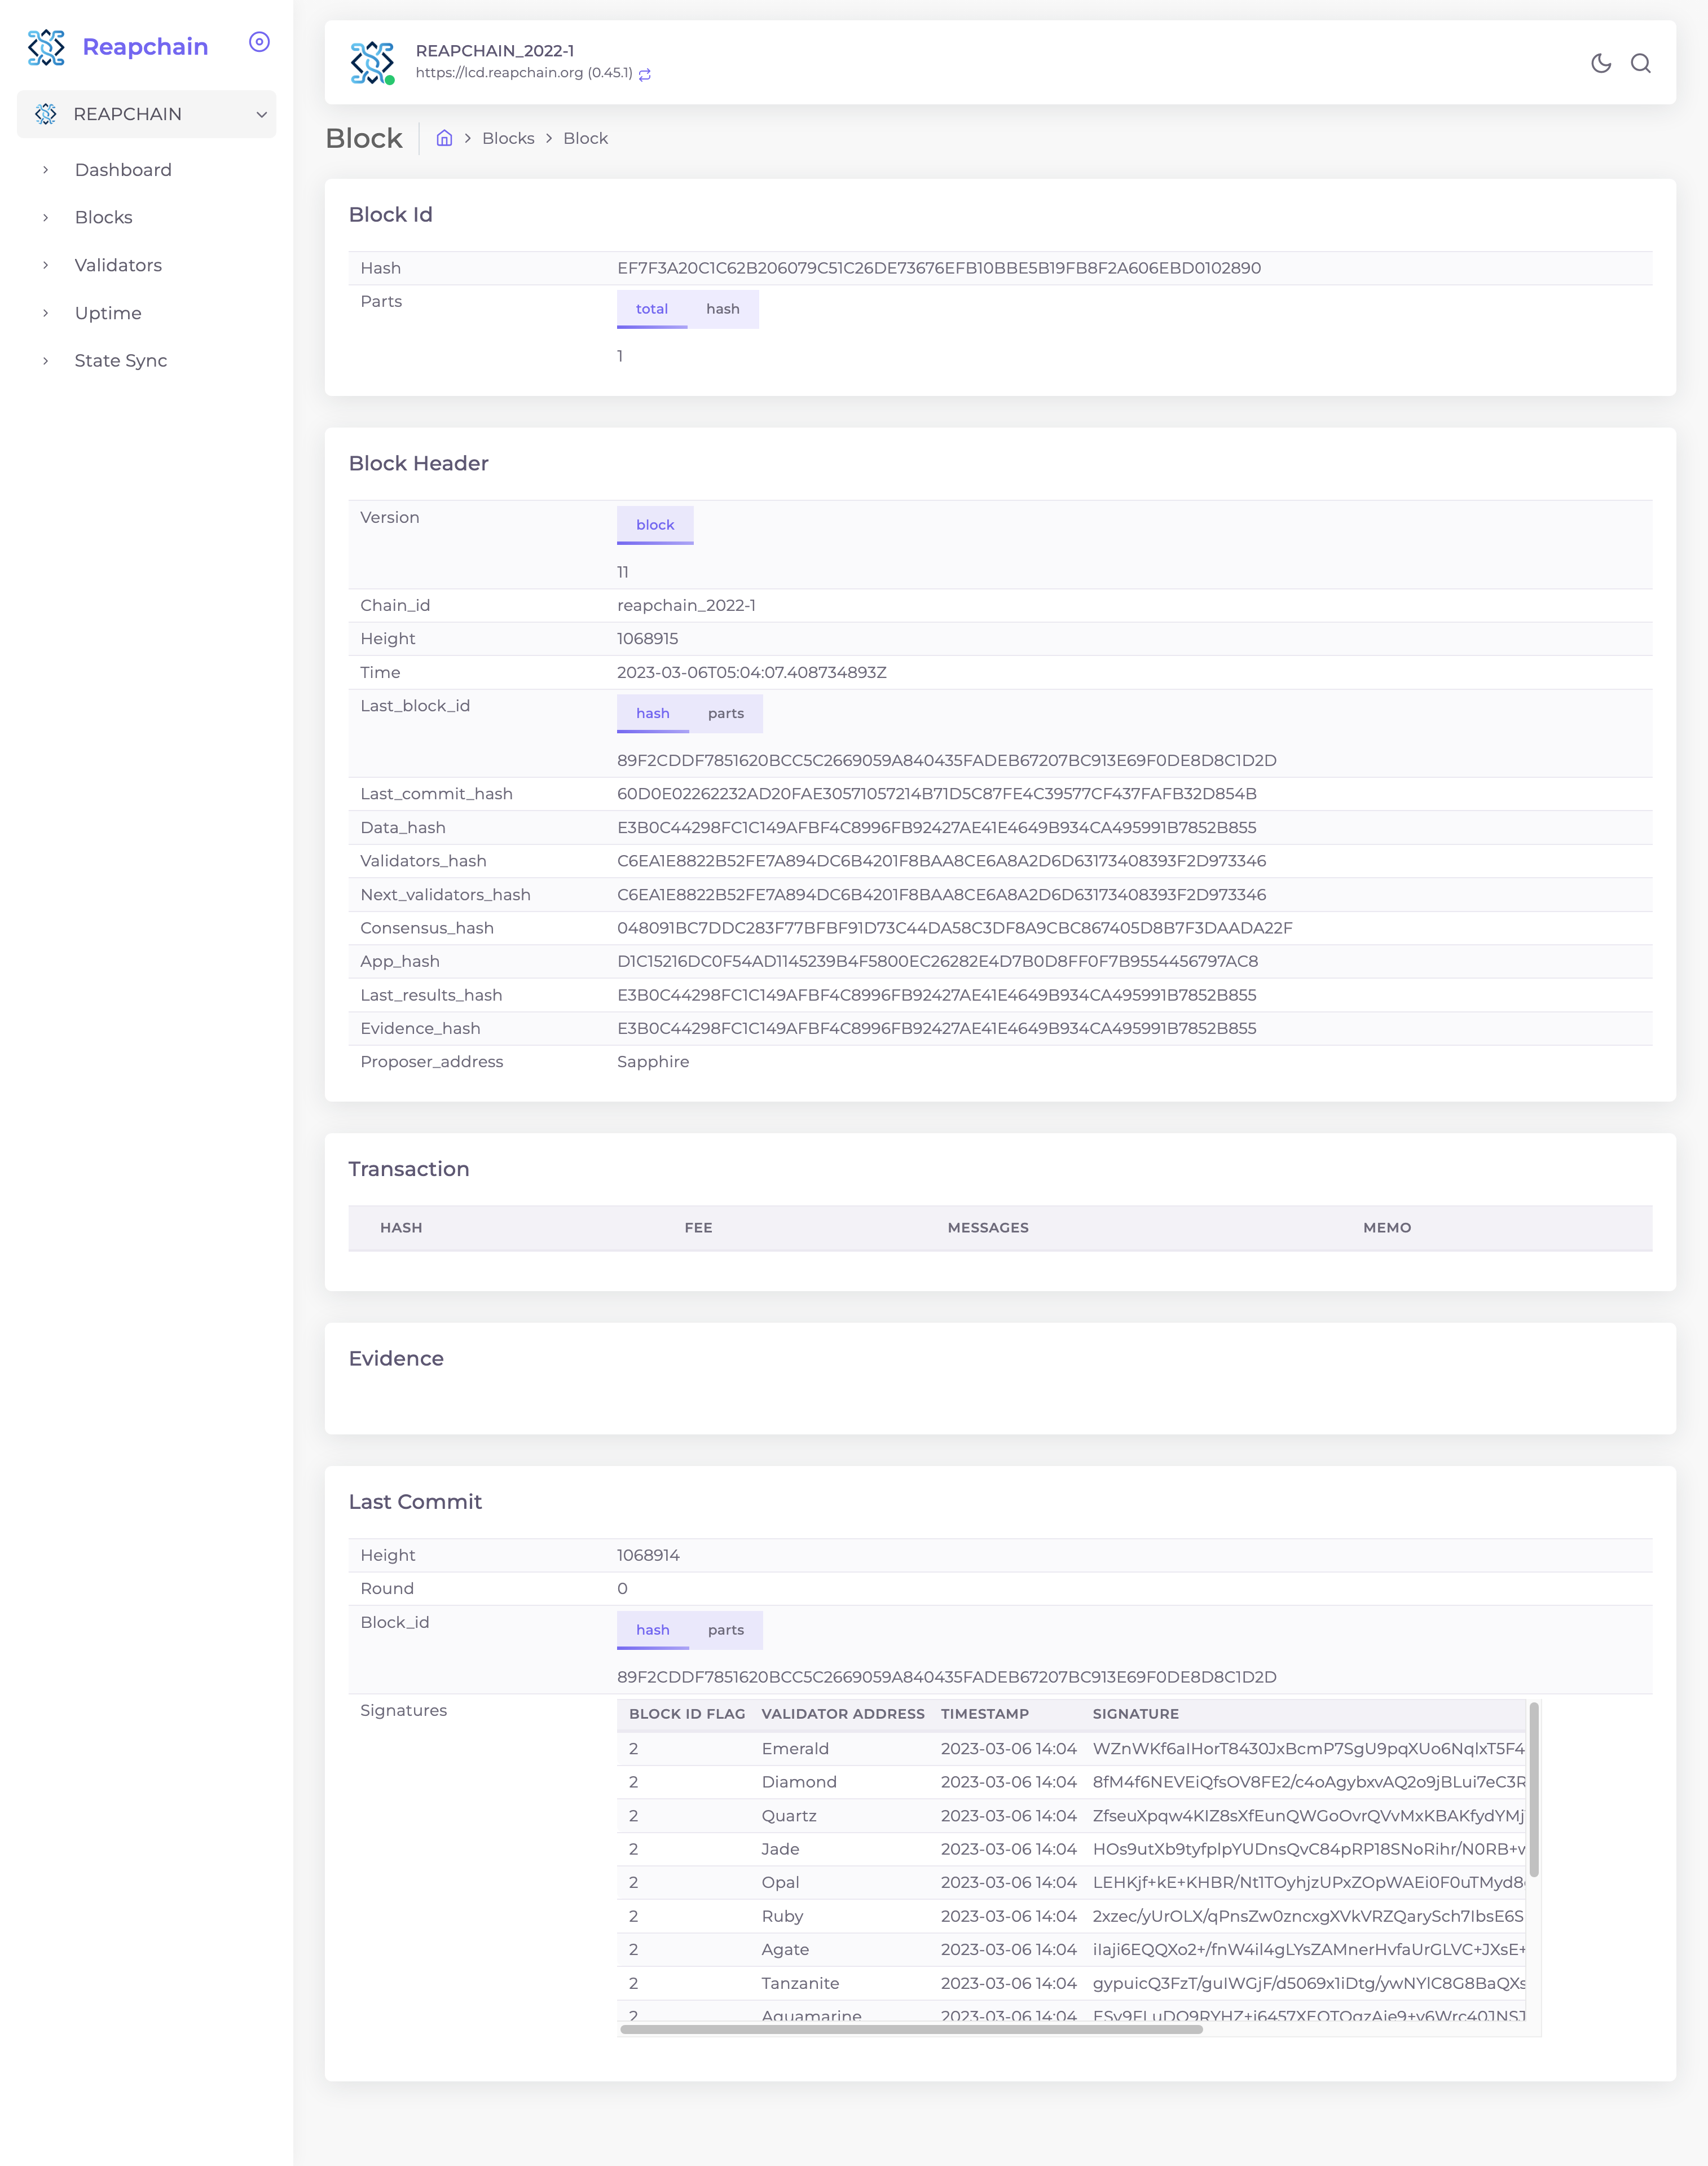 Reapchain
REAPCHAIN
Dashboard
Blocks
Validators
Uptime
State Sync
REAPCHAIN_2022-1
https://lcd.reapchain.org (0.45.1)
Block
Blocks
Block
Block Id
Hash EF7F3A20C1C62B206079C51C26DE73676EFB10BBE5B19FB8F2A606EBD0102890
Parts total hash
1
Block Header
Version block
11
Chain_id reapchain_2022-1
Height 1068915
Time 2023-03-06T05:04:07.408734893Z
Last_block_id hash parts
89F2CDDF7851620BCC5C2669059A840435FADEB67207BC913E69F0DE8D8C1D2D
Last_commit_hash 60D0E02262232AD20FAE30571057214B71D5C87FE4C39577CF437FAFB32D854B
Data_hash E3B0C44298FC1C149AFBF4C8996FB92427AE41E4649B934CA495991B7852B855
Validators_hash C6EA1E8822B52FE7A894DC6B4201F8BAA8CE6A8A2D6D63173408393F2D973346
Next_validators_hash C6EA1E8822B52FE7A894DC6B4201F8BAA8CE6A8A2D6D63173408393F2D973346
Consensus_hash 048091BC7DDC283F77BFBF91D73C44DA58C3DF8A9CBC867405D8B7F3DAADA22F
App_hash D1C15216DC0F54AD1145239B4F5800EC26282E4D7B0D8FF0F7B9554456797AC8
Last_results_hash E3B0C44298FC1C149AFBF4C8996FB92427AE41E4649B934CA495991B7852B855
Evidence_hash E3B0C44298FC1C149AFBF4C8996FB92427AE41E4649B934CA495991B7852B855
Proposer_address Sapphire
Transaction
HASH FEE MESSAGES MEMO
Evidence
Last Commit
Height 1068914
Round 0
Block_id hash parts
89F2CDDF7851620BCC5C2669059A840435FADEB67207BC913E69F0DE8D8C1D2D
Signatures BLOCK ID FLAG VALIDATOR ADDRESS TIMESTAMP SIGNATURE
2 Emerald 2023-03-06 14:04 WZnWKf6aIHorT8430JxBcmP7SgU9pqXUo6NqlxT5F4
2 Diamond 2023-03-06 14:04 8fM4f6NEVEiQfsOV8FE2/c4oAgybxvAQ2o9jBLui7eC3R
2 Quartz 2023-03-06 14:04 ZfseuXpqw4KIZ8sXfEunQWGoOvrQVvMxKBAKfydYMj
2 Jade 2023-03-06 14:04 HOs9utXb9tyfplpYUDnsQvC84pRP18SNoRihr/N0RB+v
2 Opal 2023-03-06 14:04 LEHKjf+kE+KHBR/Nt1TOyhjzUPxZOpWAEi0F0uTMyd8
2 Ruby 2023-03-06 14:04 2xzec/yUrOLX/qPnsZw0zncxgXVkVRZQarySch7IbsE6S
2 Agate 2023-03-06 14:04 iIaji6EQQXo2+/fnW4il4gLYsZAMnerHvfaUrGLVC+JXsE+
2 Tanzanite 2023-03-06 14:04 gypuicQ3FzT/guIWGjF/d5069x1iDtg/ywNYlC8G8BaQXs
2 Aquamarine 2023-03-06 14:04